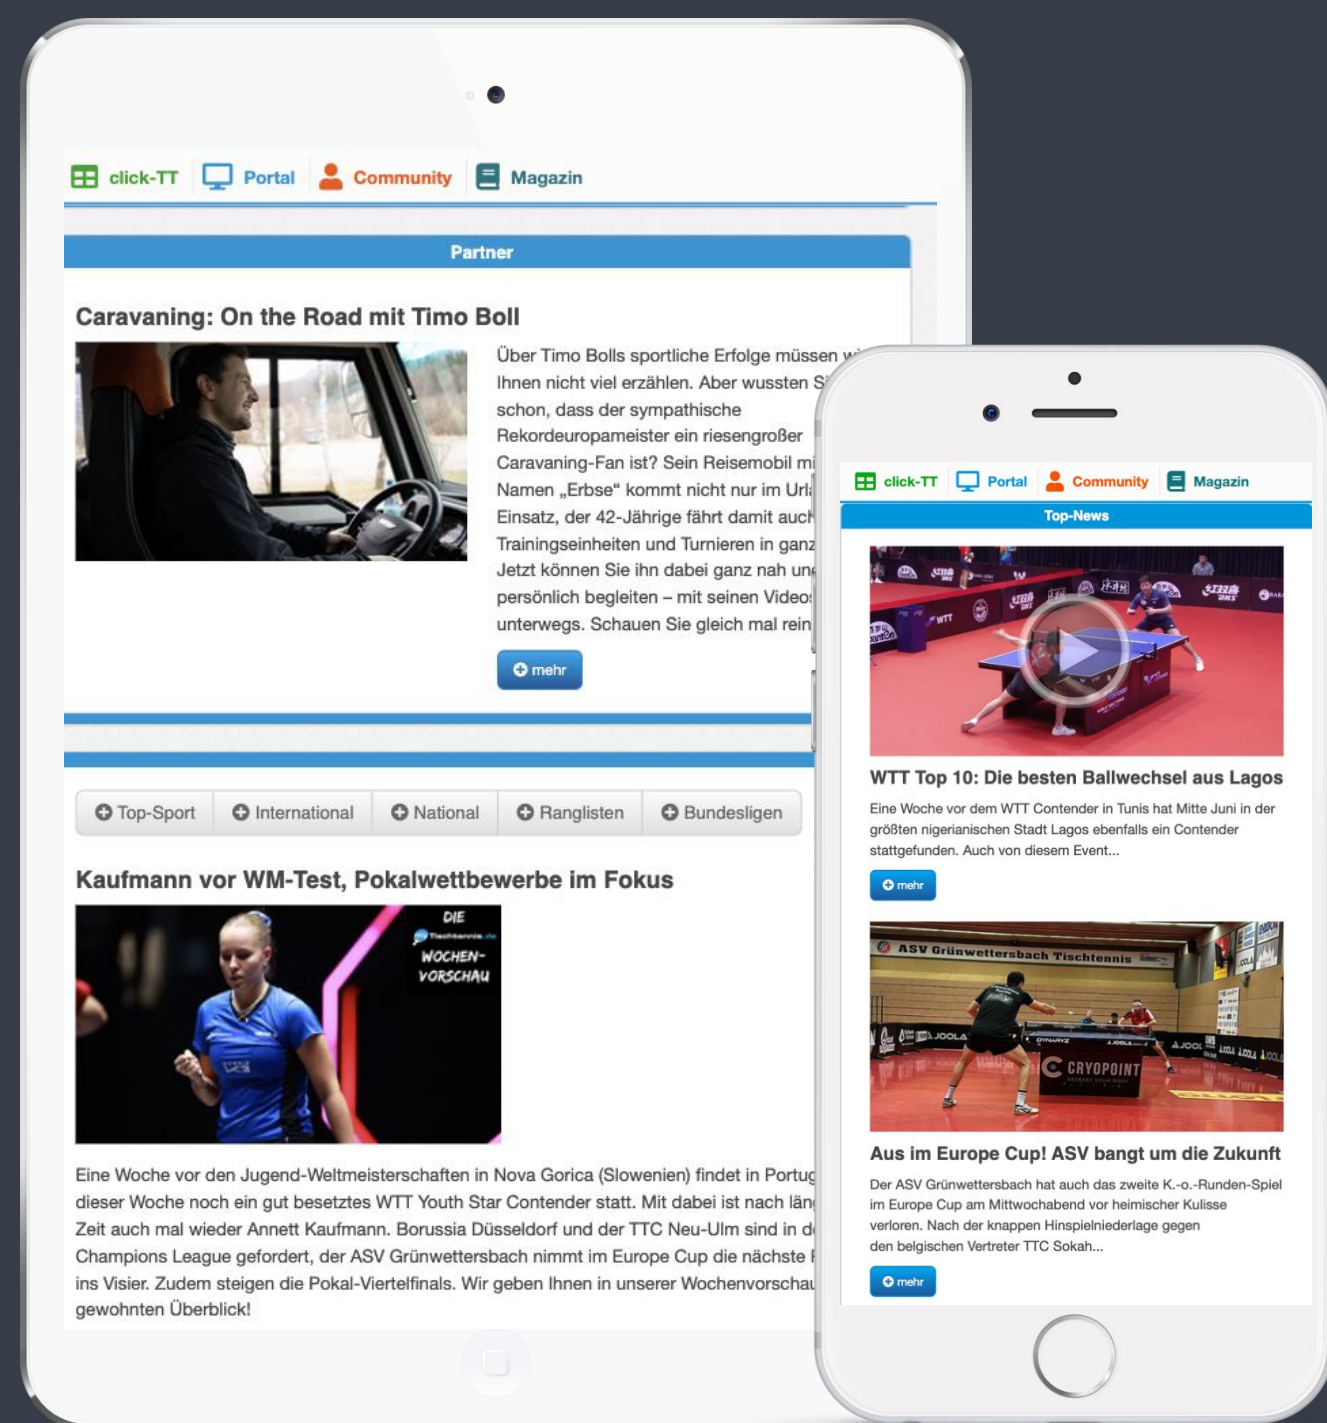 click-TT Portal Community Magazin
Partner
Caravaning: On the Road mit Timo Boll
Über Timo Bolls sportliche Erfolge müssen
Ihnen nicht viel erzählen. Aber wussten
schon, dass der sympathische
Rekordeuropameister ein riesengroßer
Caravaning-Fan ist? Sein Reisemobil
Namen „Erbse“ kommt nicht nur im
Einsatz, der 42-Jährige fährt damit
Trainingseinheiten und Turnieren in
Jetzt können Sie ihn dabei ganz nah
persönlich begleiten – mit seinen
unterwegs. Schauen Sie gleich mal rein
mehr
Top-Sport International National Ranglisten Bundesligen
Kaufmann vor WM-Test, Pokalwettbewerbe im Fokus
DIE
Tischtennis.de
WOCHEN-
VORSCHAU
Eine Woche vor den Jugend-Weltmeisterschaften in Nova Gorica (Slowenien) findet in
dieser Woche noch ein gut besetztes WTT Youth Star Contender statt. Mit dabei ist nach
Zeit auch mal wieder Annett Kaufmann. Borussia Düsseldorf und der TTC Neu-Ulm sind in
Champions League gefordert, der ASV Grünwettersbach nimmt im Europe Cup die nächste
ins Visier. Zudem steigen die Pokal-Viertelfinals. Wir geben Ihnen in unserer Wochenvorschau
gewohnten Überblick!
click-TT Portal Community Magazin
Top-News
WTT
WTT Top 10: Die besten Ballwechsel aus Lagos
Eine Woche vor dem WTT Contender in Tunis hat Mitte Juni in der
größten nigerianischen Stadt Lagos ebenfalls ein Contender
stattgefunden. Auch von diesem Event...
mehr
ASV Grünwettersbach Tischtennis
JOOLA
DYNARYZ
JOOLA
CRYOPOINT
Aus im Europe Cup! ASV bangt um die Zukunft
Der ASV Grünwettersbach hat auch das zweite K.-o.-Runden-Spiel
im Europe Cup am Mittwochabend vor heimischer Kulisse
verloren. Nach der knappen Hinspielniederlage gegen
den belgischen Vertreter TTC Sokah...
mehr